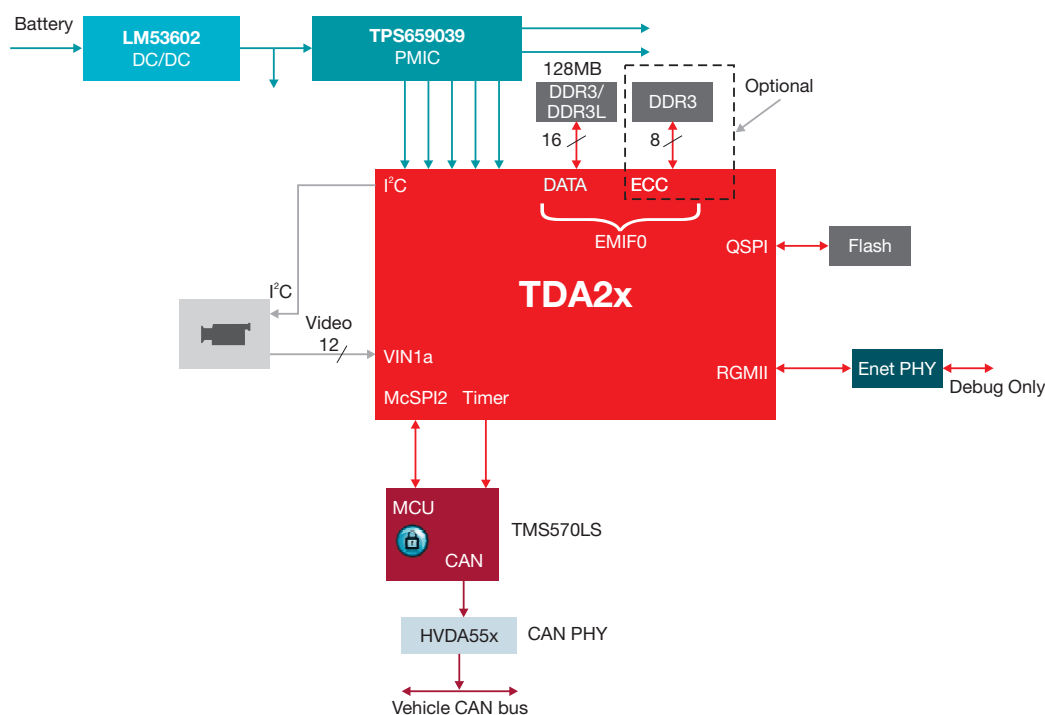 Battery
LM53602
DC/DC
TPS659039
PMIC
128MB
DDR3/
DDR3L
DDR3
Optional
16
8
I²C
DATA
ECC
EMIF0
QSPI
Flash
TDA2x
I²C
Video
12
VIN1a
RGMII
Enet PHY
Debug Only
McSPI2
Timer
MCU
CAN
TMS570LS
HVDA55x
CAN PHY
Vehicle CAN bus